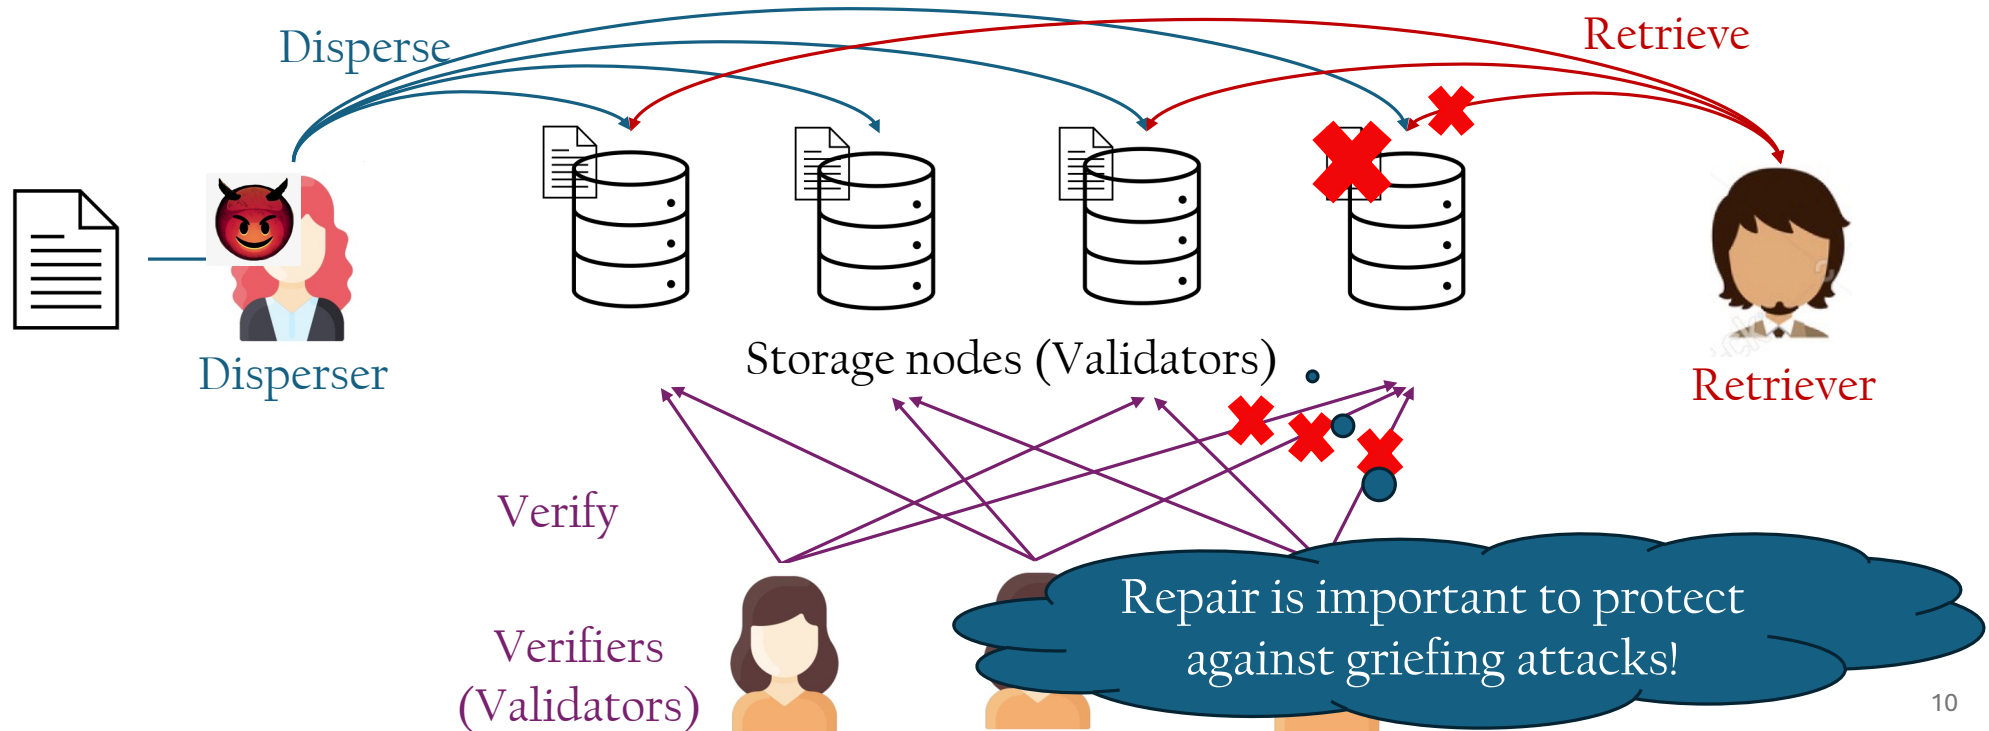 Disperse
Retrieve
Disperser
Storage nodes (Validators)
Retriever
Verify
Verifiers
(Validators)
Repair is important to protect
against griefing attacks!
10